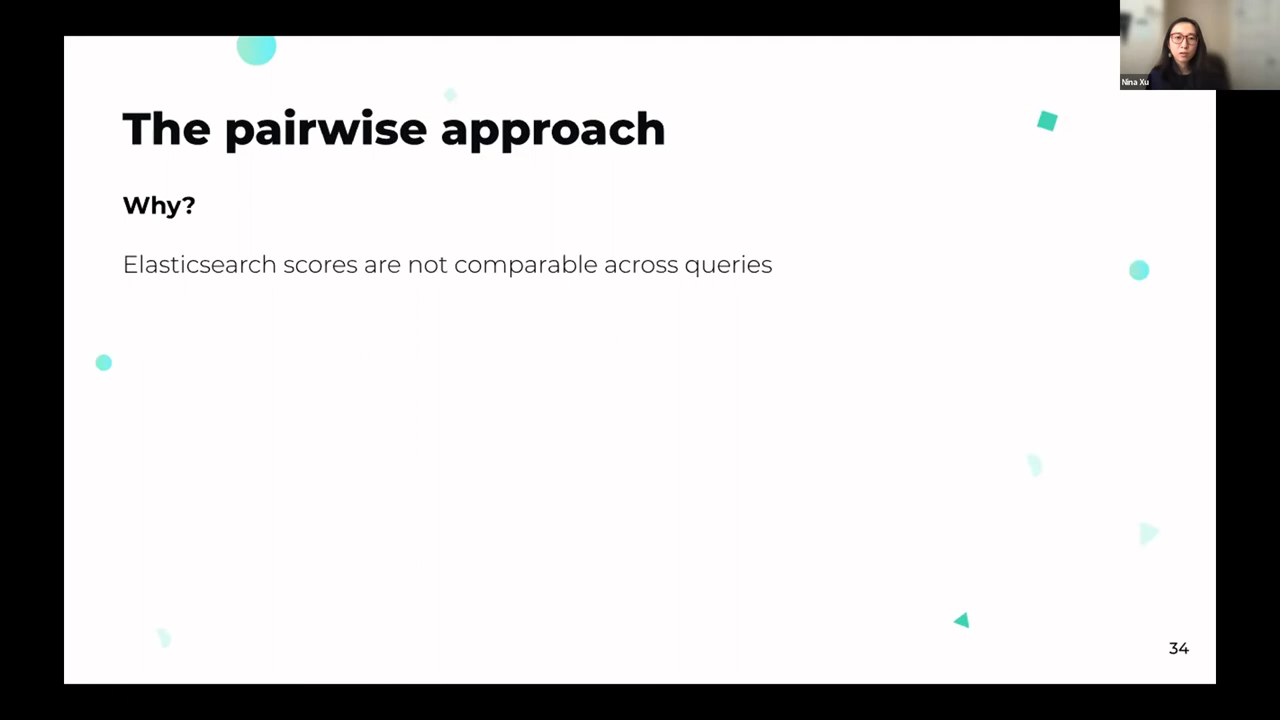 Nina Xu
The pairwise approach
Why?
Elasticsearch scores are not comparable across queries
34